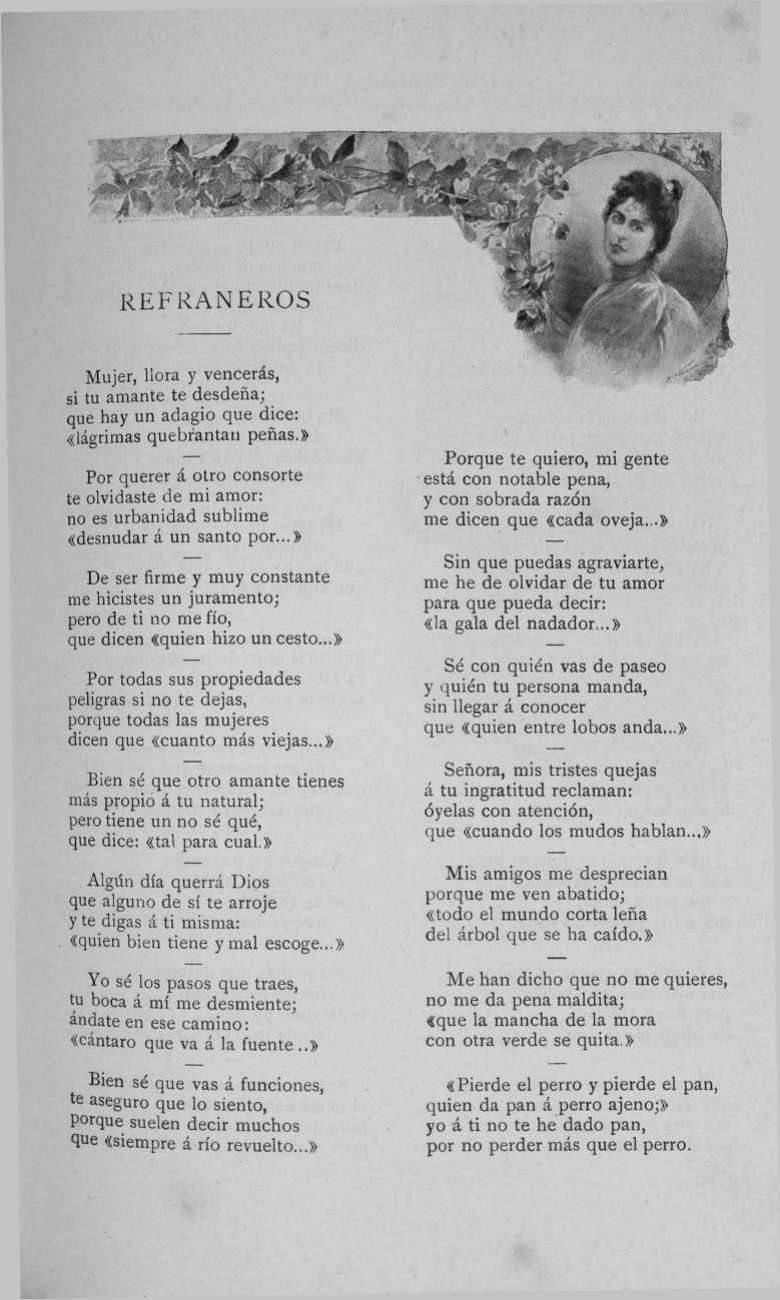 REFRANEROS
Mujer, llora y vencerás,
si tu amante te desdeña;
que hay un adagio que dice:
«lágrimas quebrantan peñas.»
Por querer á otro consorte
te olvidaste de mi amor:
no es urbanidad sublime
«desnudar á un santo por...»
De ser firme y muy constante
me hicistes un juramento;
pero de ti no me fío,
que dicen «quien hizo un cesto...»
Por todas sus propiedades
peligras si no te dejas,
porque todas las mujeres
dicen que «cuanto más viejas...»
Bien sé que otro amante tienes
más propio á tu natural;
pero tiene un no sé qué,
que dice: «tal para cual.»
Algún día querrá Dios
que alguno de sí te arroje
y te digas á ti misma:
«quien bien tiene y mal escoge...»
Yo sé los pasos que traes,
tu boca á mí me desmiente;
ándate en ese camino:
«cántaro que va á la fuente ..»
Bien sé que vas á funciones,
te aseguro que lo siento,
porque suelen decir muchos
que «siempre á río revuelto...»
Porque te quiero, mi gente
está con notable pena,
y con sobrada razón
me dicen que «cada oveja...»
Sin que puedas agraviarte,
me he de olvidar de tu amor
para que pueda decir:
«la gala del nadador...»
Sé con quién vas de paseo
y quién tu persona manda,
sin llegar á conocer
que «quien entre lobos anda...»
Señora, mis tristes quejas
á tu ingratitud reclaman:
óyelas con atención,
que «cuando los mudos hablan...»
Mis amigos me desprecian
porque me ven abatido;
«todo el mundo corta leña
del árbol que se ha caído.»
Me han dicho que no me quieres,
no me da pena maldita;
«que la mancha de la mora
con otra verde se quita.»
«Pierde el perro y pierde el pan,
quien da pan á perro ajeno;»
yo á ti no te he dado pan,
por no perder más que el perro.